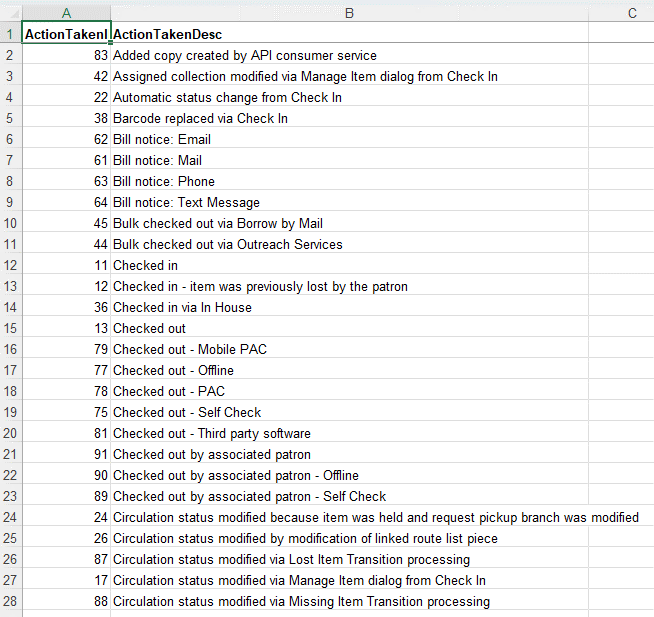 A B C
1 ActionTakenI ActionTakenDesc
2 83 Added copy created by API consumer service
3 42 Assigned collection modified via Manage Item dialog from Check In
4 22 Automatic status change from Check In
5 38 Barcode replaced via Check In
6 62 Bill notice: Email
7 61 Bill notice: Mail
8 63 Bill notice: Phone
9 64 Bill notice: Text Message
10 45 Bulk checked out via Borrow by Mail
11 44 Bulk checked out via Outreach Services
12 11 Checked in
13 12 Checked in - item was previously lost by the patron
14 36 Checked in via In House
15 13 Checked out
16 79 Checked out - Mobile PAC
17 77 Checked out - Offline
18 78 Checked out - PAC
19 75 Checked out - Self Check
20 81 Checked out - Third party software
21 91 Checked out by associated patron
22 90 Checked out by associated patron - Offline
23 89 Checked out by associated patron - Self Check
24 24 Circulation status modified because item was held and request pickup branch was modified
25 26 Circulation status modified by modification of linked route list piece
26 87 Circulation status modified via Lost Item Transition processing
27 17 Circulation status modified via Manage Item dialog from Check In
28 88 Circulation status modified via Missing Item Transition processing